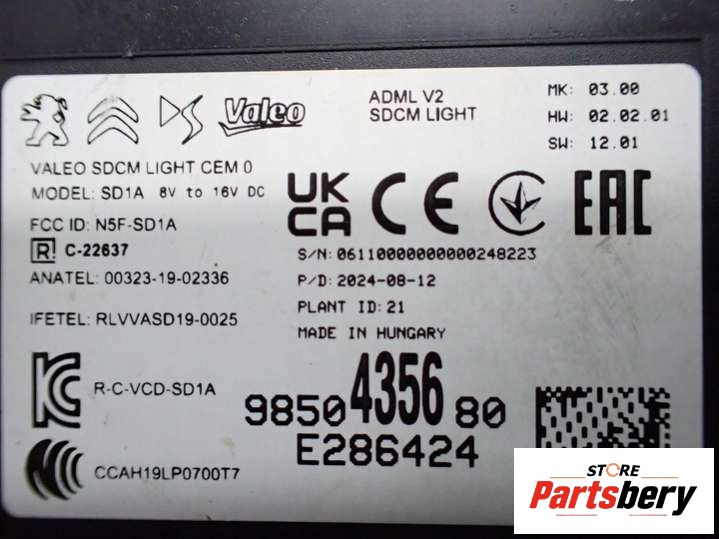 Valeo
ADML V2
SDCM LIGHT
MK: 03.00
HW: 02.02.01
SW: 12.01
VALEO SDCM LIGHT CEM 0
MODEL: SD1A 8V to 16V DC
FCC ID: N5F-SD1A
R C-22637
ANATEL: 00323-19-02336
IFETEL: RLVVASD19-0025
UK
CA
CE
EAC
S/N: 06110000000000248223
P/D: 2024-08-12
PLANT ID: 21
MADE IN HUNGARY
R-C-VCD-SD1A
98504356 80
E286424
CCAH19LP0700T7
STORE
Partsbery